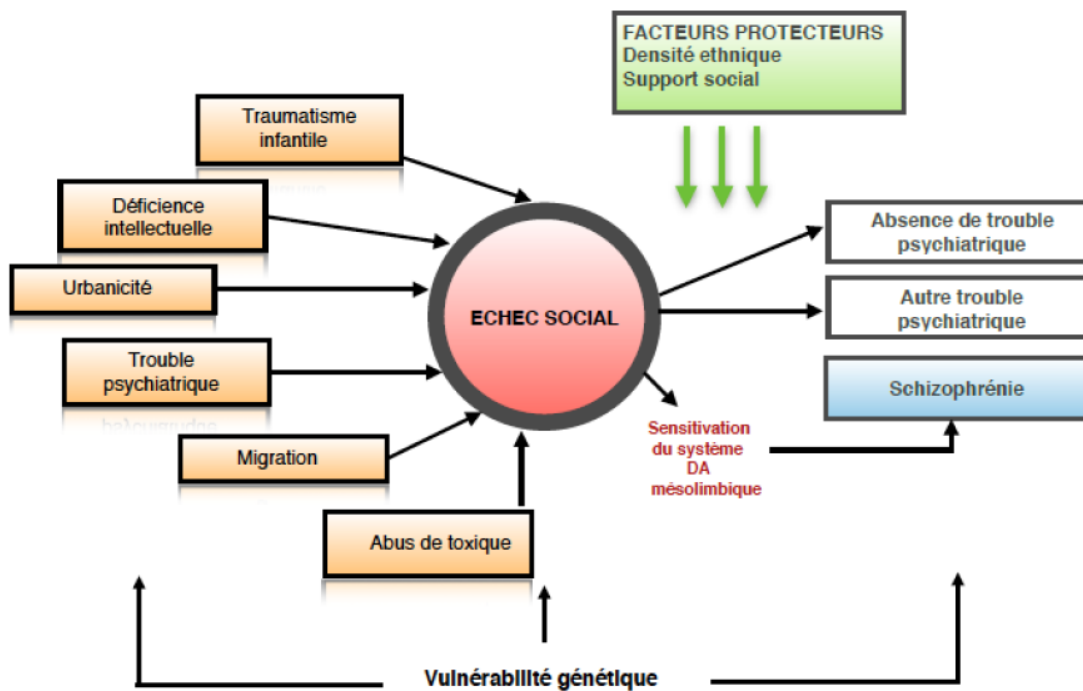 FACTEURS PROTECTEURS
Densité ethnique
Support social
Traumatisme
infantile
Déficience
intellectuelle
Urbanicité
Trouble
psychiatrique
Migration
Abus de toxique
ECHEC SOCIAL
Absence de trouble
psychiatrique
Autre trouble
psychiatrique
Schizophrénie
Sensitivation
du système
DA
mésolimbique
Vulnérabilité génétique